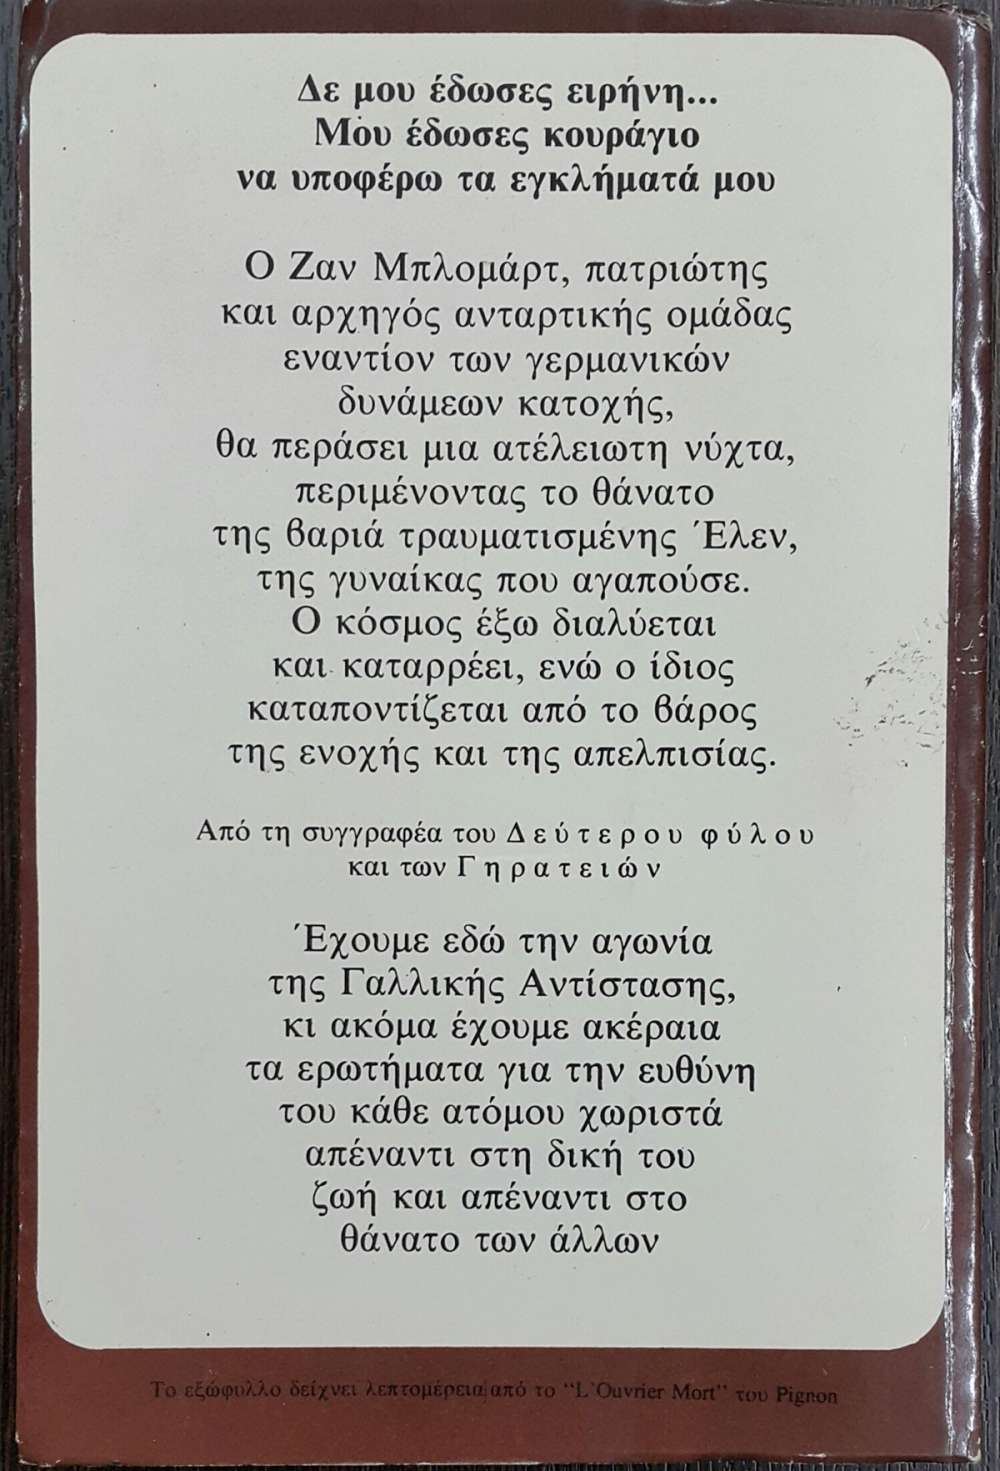 Δε μου έδωσες ειρήνη...
Μου έδωσες κουράγιο
να υποφέρω τα εγκλήματά μου
Ο Ζαν Μπλομάρτ, πατριώτης
και αρχηγός ανταρτικής ομάδας
εναντίον των γερμανικών
δυνάμεων κατοχής,
θα περάσει μια ατέλειωτη νύχτα,
περιμένοντας το θάνατο
της βαριά τραυματισμένης Έλεν,
της γυναίκας που αγαπούσε.
Ο κόσμος έξω διαλύεται
και καταρρέει, ενώ ο ίδιος
καταποντίζεται από το βάρος
της ενοχής και της απελπισίας.
Από τη συγγραφέα του Δεύτερου φύλου
και των Γηρατειών
Έχουμε εδώ την αγωνία
της Γαλλικής Αντίστασης,
κι ακόμα έχουμε ακέραια
τα ερωτήματα για την ευθύνη
του κάθε ατόμου χωριστά
απέναντι στη δική του
ζωή και απέναντι στο
θάνατο των άλλων
Το εξώφυλλο δείχνει λεπτομέρεια από το "L'Ouvrier Mort" του Pignon